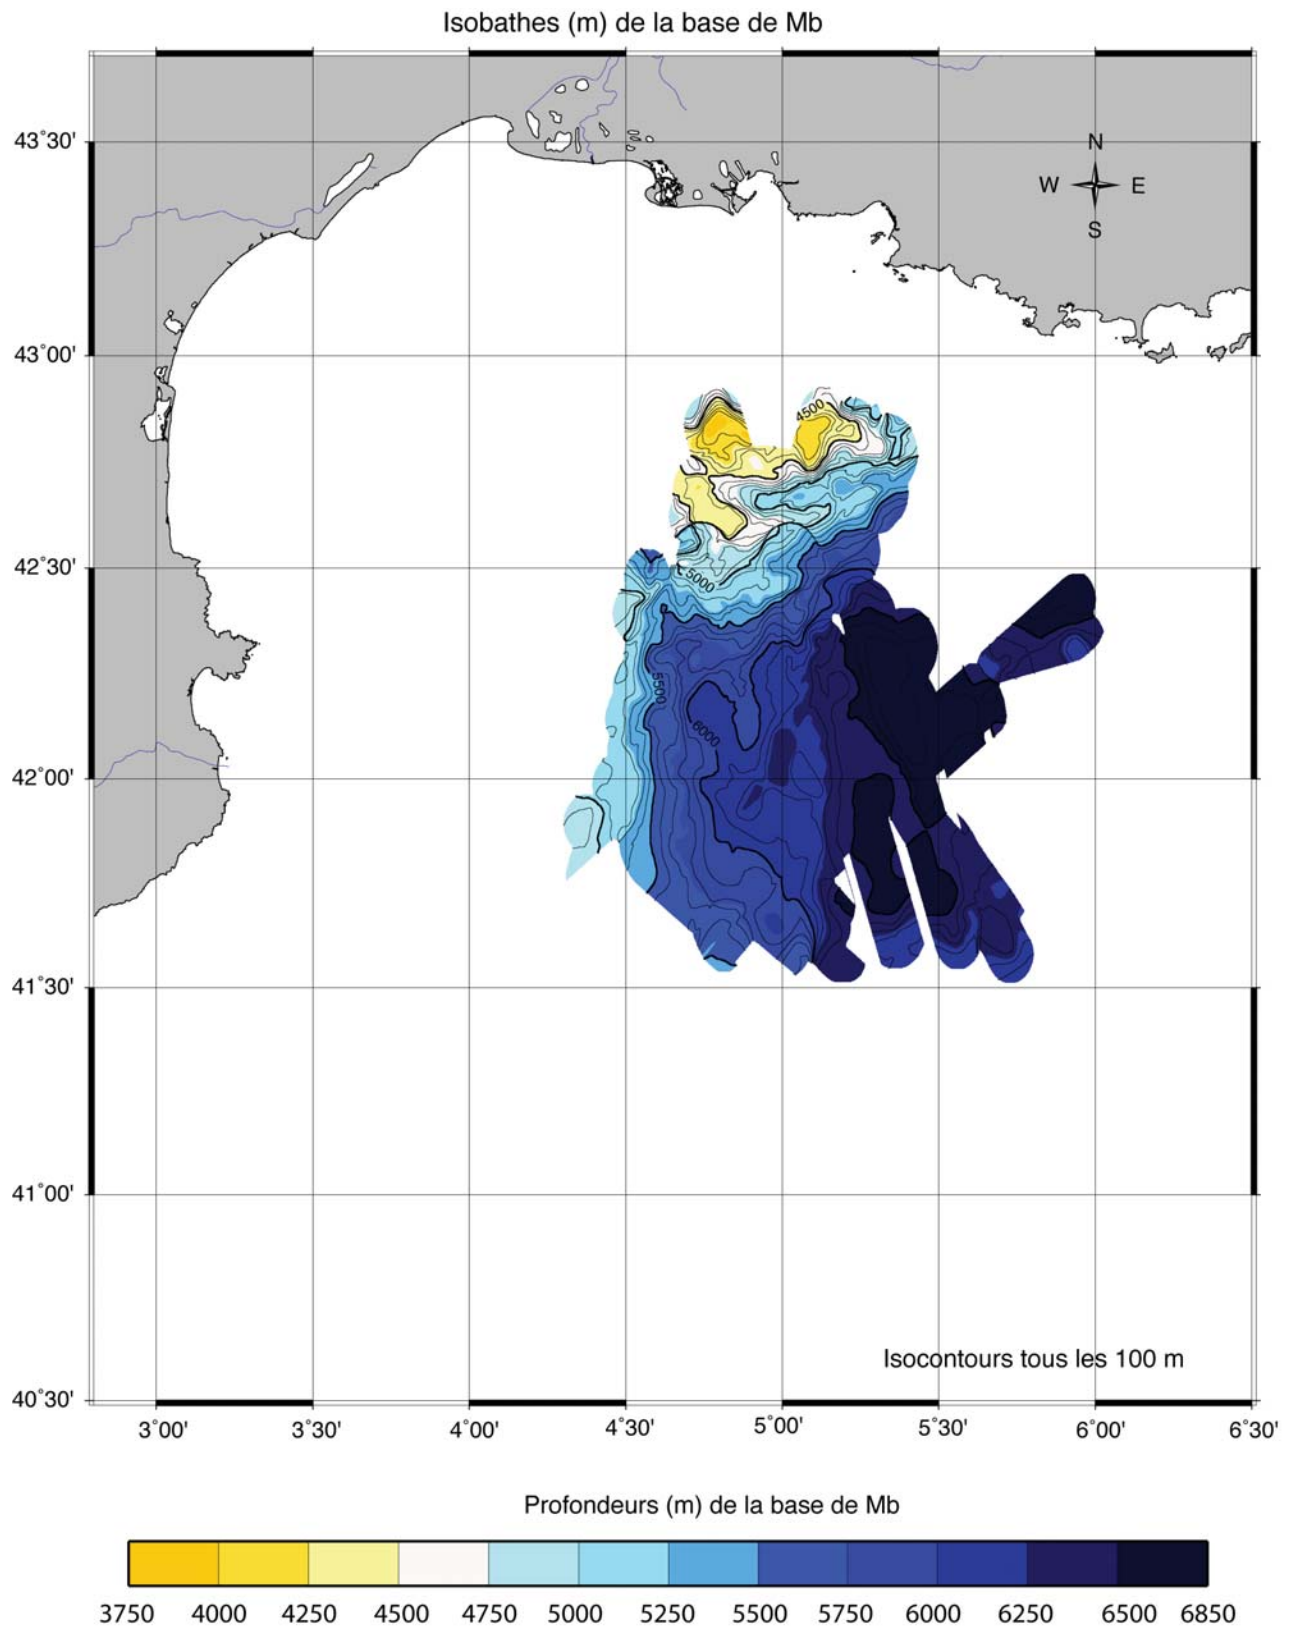 Isobathes (m) de la base de Mb
43°30'
N
W E
S
43°00'
4500
42°30'
5000
5500
6000
42°00'
41°30'
41°00'
Isocontours tous les 100 m
40°30'
3°00' 3°30' 4°00' 4°30' 5°00' 5°30' 6°00' 6°30'
Profondeurs (m) de la base de Mb
3750 4000 4250 4500 4750 5000 5250 5500 5750 6000 6250 6500 6850